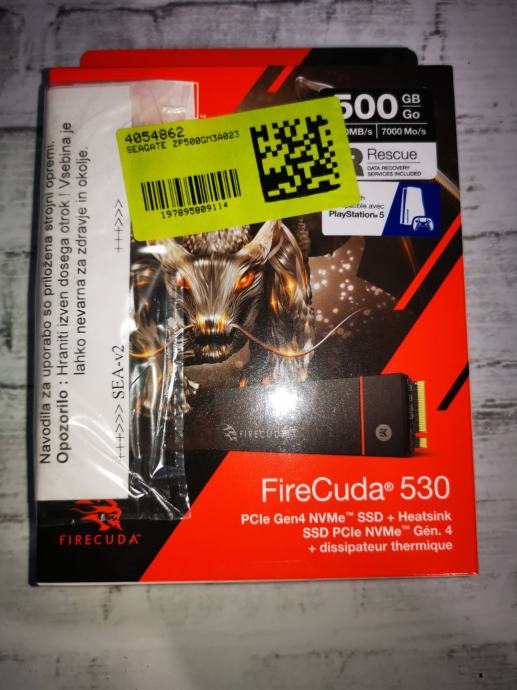 4054862
SEAGATE ZP500GM3A023
197895809114
500 GB
Go
7000 Mo/s
Rescue
DATA RECOVERY
SERVICES INCLUDED
PlayStation®5
Navodila za uporabo so priložena strojni opremi.
Opozorilo : Hraniti izven dosega otrok ! Vsebina je
lahko nevarna za zdravje in okolje.
+++>>> SEA-v2 +++>>>
FIRECUDA
FireCuda® 530
PCIe Gen4 NVMe™ SSD + Heatsink
SSD PCIe NVMe™ Gén. 4
+ dissipateur thermique
FIRECUDA